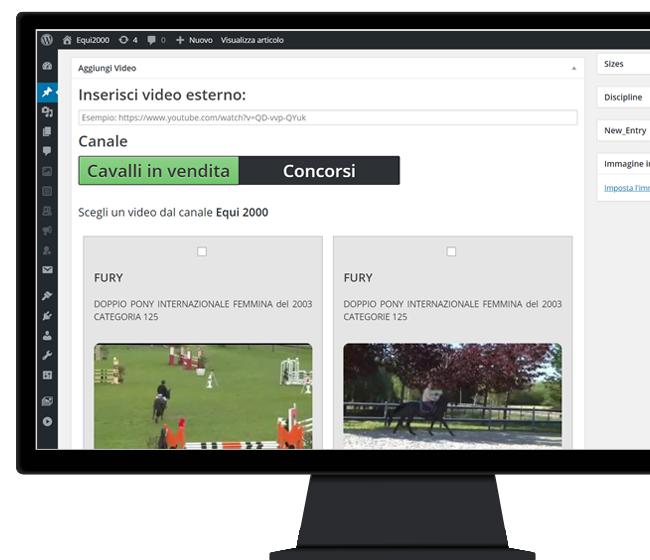 Equi2000 4 0 Nuovo Visualizza articolo
Aggiungi Video
Inserisci video esterno:
Esempio: https://www.youtube.com/watch?v=QD-vvp-QYuk
Canale
Cavalli in vendita Concorsi
Scegli un video dal canale Equi 2000
FURY
DOPPIO PONY INTERNAZIONALE FEMMINA del 2003
CATEGORIA 125
FURY
DOPPIO PONY INTERNAZIONALE FEMMINA del 2003
CATEGORIE 125
Sizes
Discipline
New_Entry
Immagine i
Imposta l'im